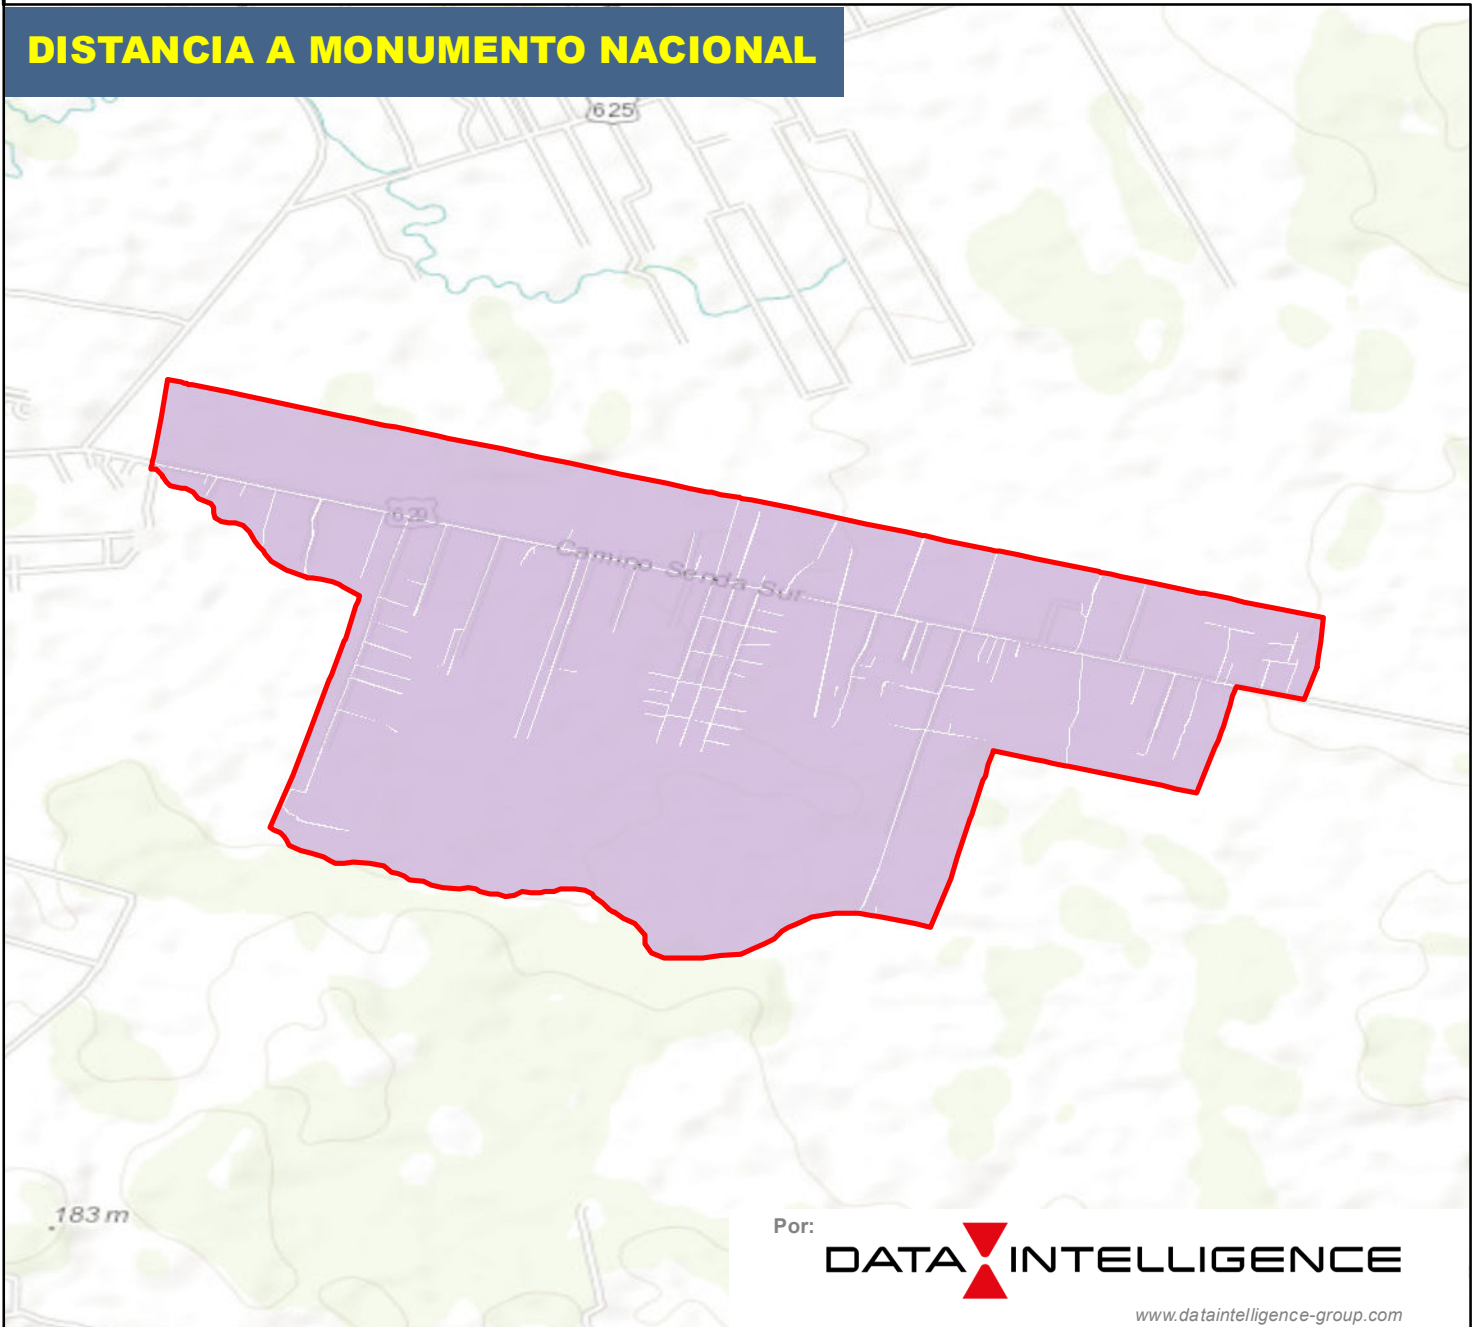 DISTANCIA A MONUMENTO NACIONAL
625
629
Camino Senda Sur
183 m
Por:
DATA INTELLIGENCE
www.dataintelligence-group.com